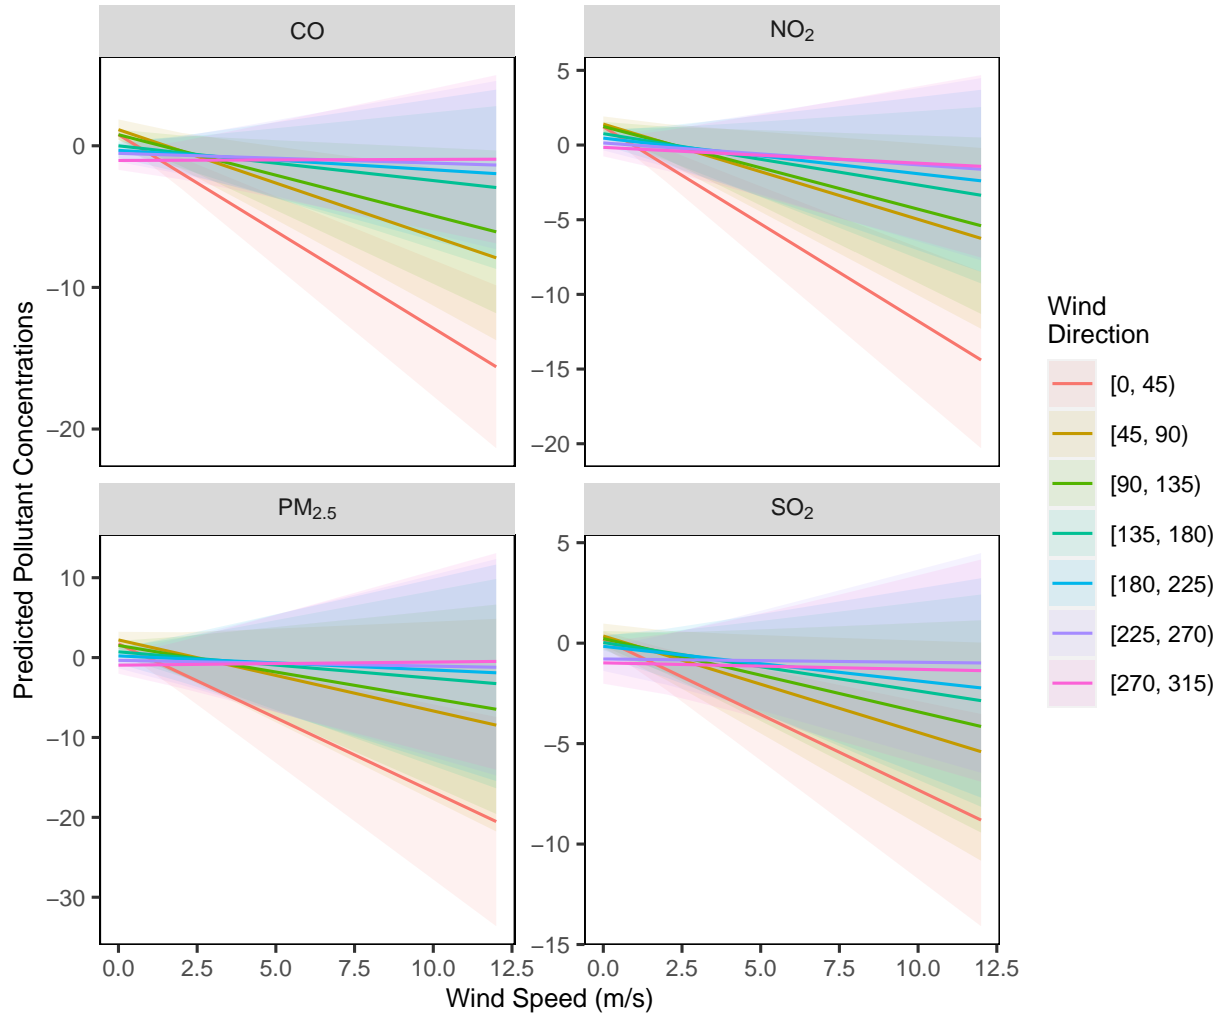 CO
NO₂
0
−10
−20
5
0
−5
−10
−15
−20
PM₂.₅
SO₂
10
0
−10
−20
−30
5
0
−5
−10
−15
0.0 2.5 5.0 7.5 10.0 12.5
0.0 2.5 5.0 7.5 10.0 12.5
Wind Speed (m/s)
Predicted Pollutant Concentrations
Wind
Direction
[0, 45)
[45, 90)
[90, 135)
[135, 180)
[180, 225)
[225, 270)
[270, 315)